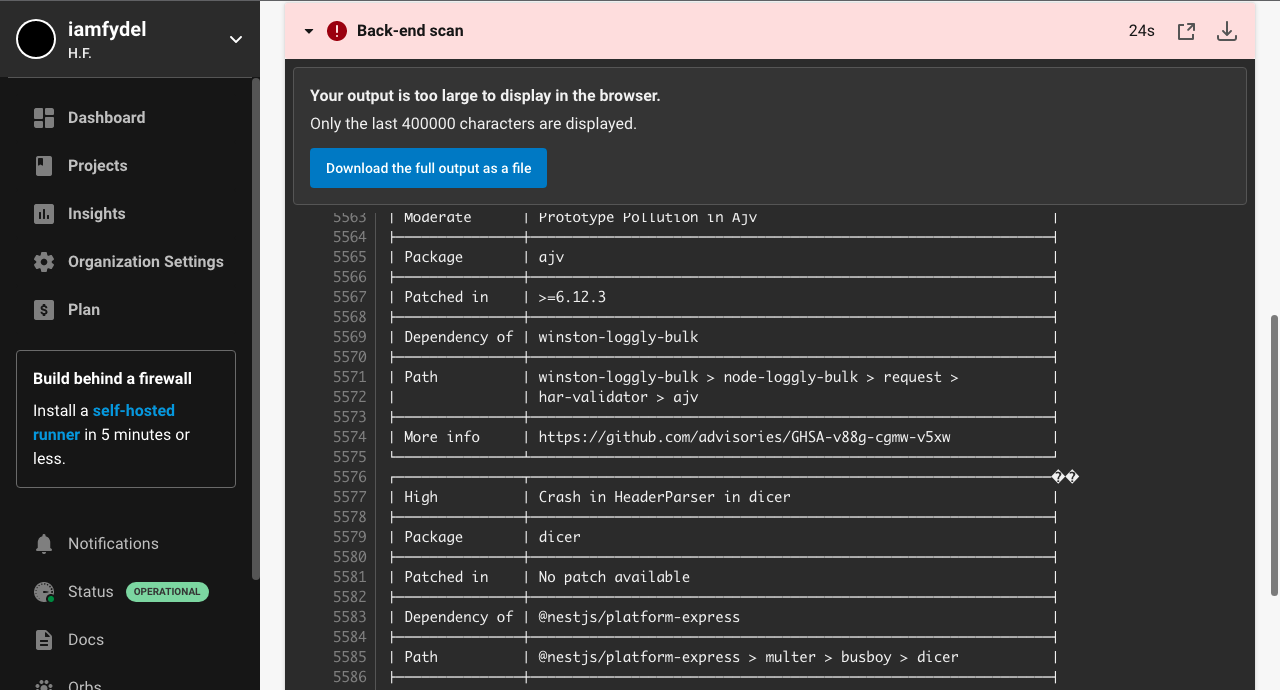 iamfydel
H.F.
Dashboard
Projects
Insights
Organization Settings
Plan
Build behind a firewall
Install a self-hosted
runner in 5 minutes or
less.
Notifications
Status OPERATIONAL
Docs
Orbs
Back-end scan 24s
Your output is too large to display in the browser.
Only the last 400000 characters are displayed.
Download the full output as a file
5563 | Moderate | Prototype Pollution in Ajv |
5564
5565 | Package | ajv |
5566
5567 | Patched in | >=6.12.3 |
5568
5569 | Dependency of | winston-loggly-bulk |
5570
5571 | Path | winston-loggly-bulk > node-loggly-bulk > request > |
5572 | | har-validator > ajv |
5573
5574 | More info | https://github.com/advisories/GHSA-v88g-cgmw-v5xw |
5575
5576 ��
5577 | High | Crash in HeaderParser in dicer |
5578
5579 | Package | dicer |
5580
5581 | Patched in | No patch available |
5582
5583 | Dependency of | @nestjs/platform-express |
5584
5585 | Path | @nestjs/platform-express > multer > busboy > dicer |
5586